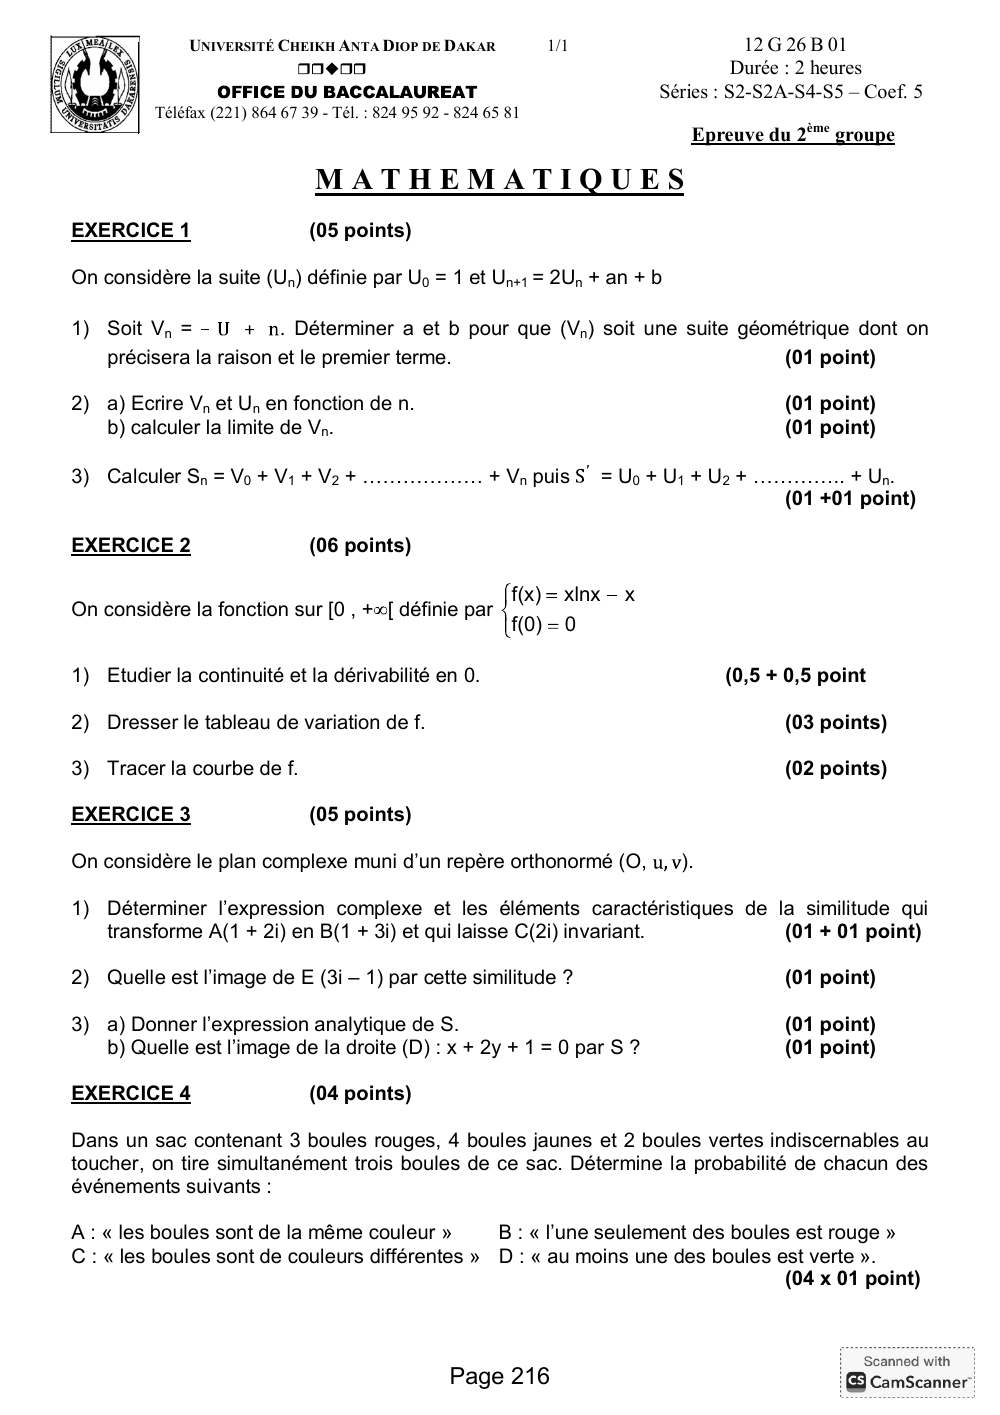 UNIVERSITÉ CHEIKH ANTA DIOP DE DAKAR 1/1 12 G 26 B 01
❒❒◆❒❒ Durée : 2 heures
OFFICE DU BACCALAUREAT Séries : S2-S2A-S4-S5 – Coef. 5
Téléfax (221) 864 67 39 - Tél. : 824 95 92 - 824 65 81
Epreuve du 2ème groupe
MATHEMATIQUES
EXERCICE 1 (05 points)
On considère la suite (Un) définie par U0 = 1 et Un+1 = 2Un + an + b
1) Soit Vn = – U + n. Déterminer a et b pour que (Vn) soit une suite géométrique dont on
précisera la raison et le premier terme. (01 point)
2) a) Ecrire Vn et Un en fonction de n. (01 point)
b) calculer la limite de Vn. (01 point)
3) Calculer Sn = V0 + V1 + V2 + ……………… + Vn puis S′ = U0 + U1 + U2 + ………….. + Un.
(01 +01 point)
EXERCICE 2 (06 points)
On considère la fonction sur [0 , +∞[ définie par {f(x) = xlnx – x
f(0) = 0
1) Etudier la continuité et la dérivabilité en 0. (0,5 + 0,5 point
2) Dresser le tableau de variation de f. (03 points)
3) Tracer la courbe de f. (02 points)
EXERCICE 3 (05 points)
On considère le plan complexe muni d’un repère orthonormé (O, u, v).
1) Déterminer l’expression complexe et les éléments caractéristiques de la similitude qui
transforme A(1 + 2i) en B(1 + 3i) et qui laisse C(2i) invariant. (01 + 01 point)
2) Quelle est l’image de E (3i – 1) par cette similitude ? (01 point)
3) a) Donner l’expression analytique de S. (01 point)
b) Quelle est l’image de la droite (D) : x + 2y + 1 = 0 par S ? (01 point)
EXERCICE 4 (04 points)
Dans un sac contenant 3 boules rouges, 4 boules jaunes et 2 boules vertes indiscernables au
toucher, on tire simultanément trois boules de ce sac. Détermine la probabilité de chacun des
événements suivants :
A : « les boules sont de la même couleur » B : « l’une seulement des boules est rouge »
C : « les boules sont de couleurs différentes » D : « au moins une des boules est verte ».
(04 x 01 point)
Page 216
Scanned with
CS CamScanner